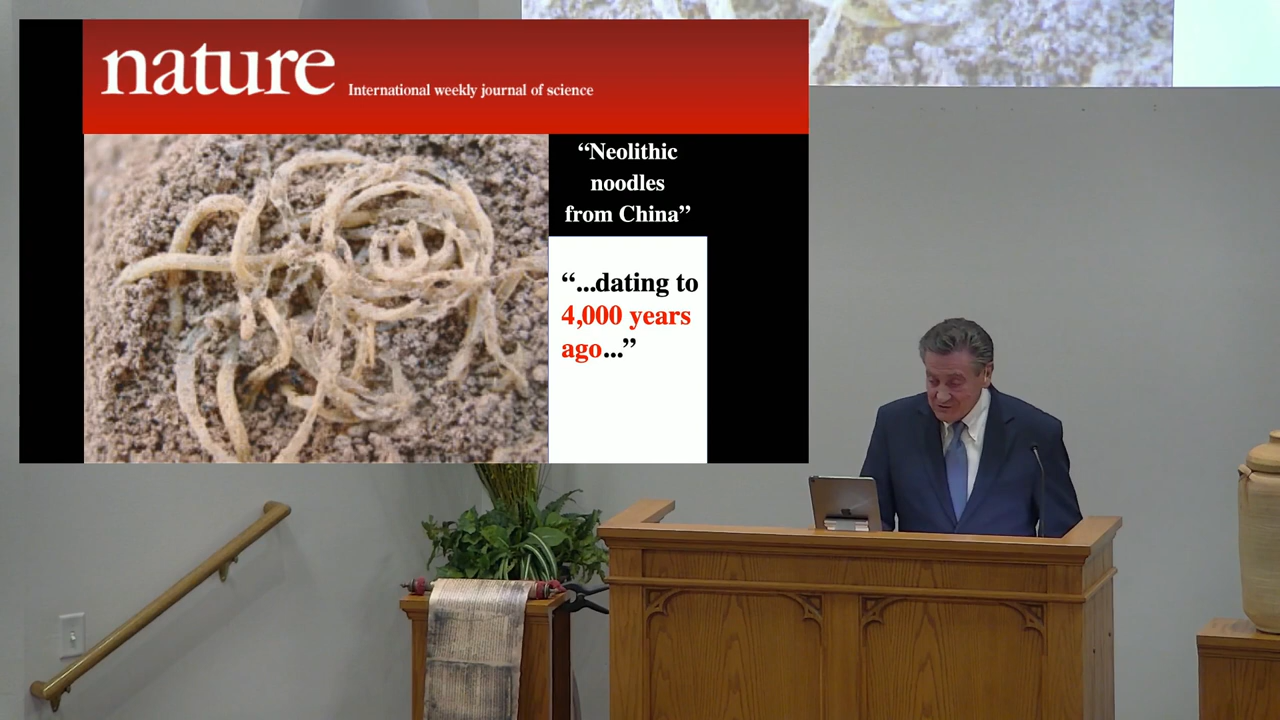 nature International weekly journal of science
“Neolithic
noodles
from China”
“...dating to
4,000 years
ago...”